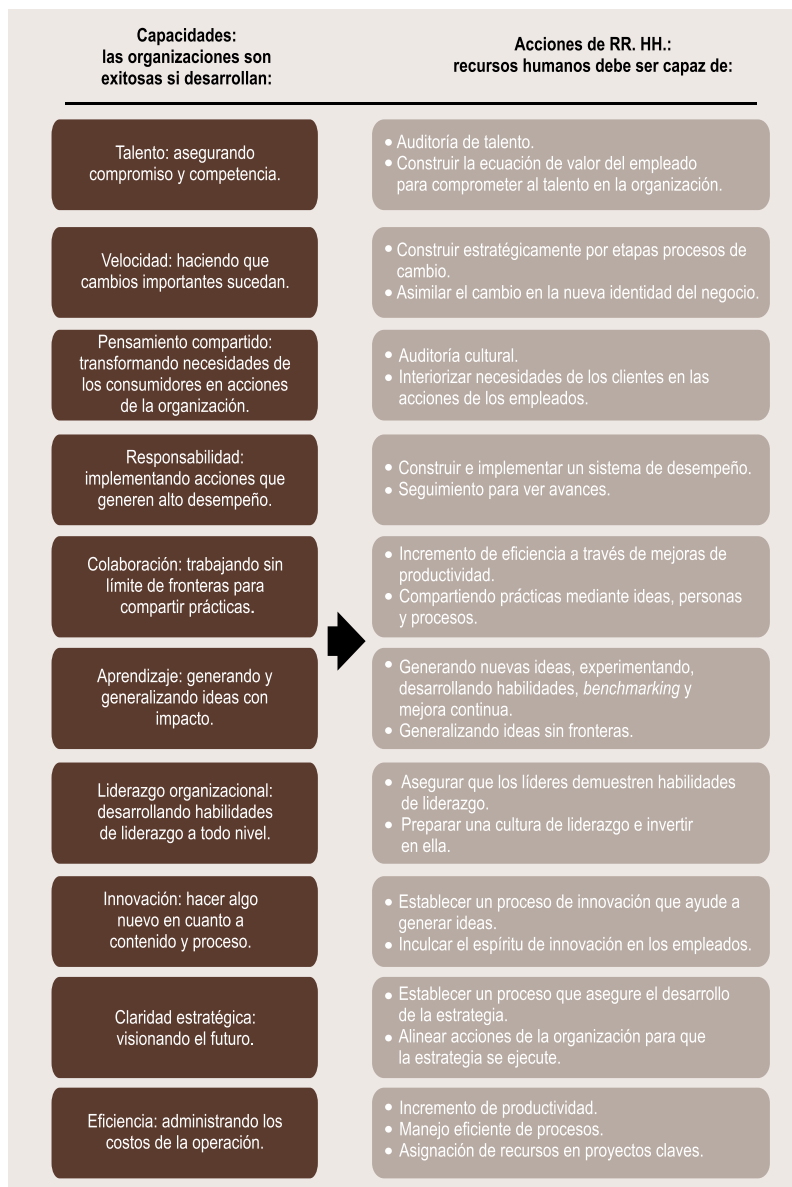 Capacidades:
las organizaciones son
exitosas si desarrollan:
Acciones de RR. HH.:
recursos humanos debe ser capaz de:
Talento: asegurando
compromiso y competencia.
• Auditoría de talento.
• Construir la ecuación de valor del empleado
para comprometer al talento en la organización.
Velocidad: haciendo que
cambios importantes sucedan.
• Construir estratégicamente por etapas procesos de
cambio.
• Asimilar el cambio en la nueva identidad del negocio.
Pensamiento compartido:
transformando necesidades de
los consumidores en acciones
de la organización.
• Auditoría cultural.
• Interiorizar necesidades de los clientes en las
acciones de los empleados.
Responsabilidad:
implementando acciones que
generen alto desempeño.
• Construir e implementar un sistema de desempeño.
• Seguimiento para ver avances.
Colaboración: trabajando sin
límite de fronteras para
compartir prácticas.
• Incremento de eficiencia a través de mejoras de
productividad.
• Compartiendo prácticas mediante ideas, personas
y procesos.
Aprendizaje: generando y
generalizando ideas con
impacto.
• Generando nuevas ideas, experimentando,
desarrollando habilidades, benchmarking y
mejora continua.
• Generalizando ideas sin fronteras.
Liderazgo organizacional:
desarrollando habilidades
de liderazgo a todo nivel.
• Asegurar que los líderes demuestren habilidades
de liderazgo.
• Preparar una cultura de liderazgo e invertir
en ella.
Innovación: hacer algo
nuevo en cuanto a
contenido y proceso.
• Establecer un proceso de innovación que ayude a
generar ideas.
• Inculcar el espíritu de innovación en los empleados.
Claridad estratégica:
visionando el futuro.
• Establecer un proceso que asegure el desarrollo
de la estrategia.
• Alinear acciones de la organización para que
la estrategia se ejecute.
Eficiencia: administrando los
costos de la operación.
• Incremento de productividad.
• Manejo eficiente de procesos.
• Asignación de recursos en proyectos claves.